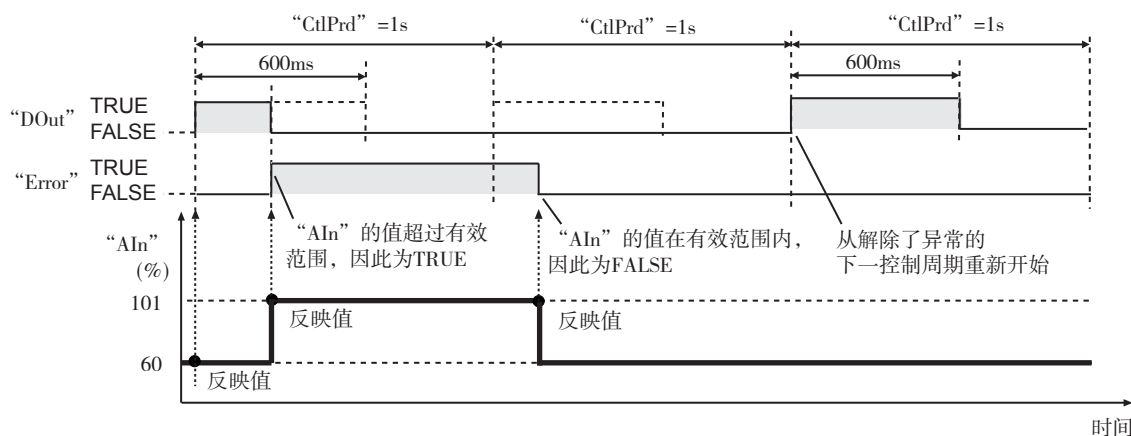 “CtlPrd” =1s
“CtlPrd” =1s
“CtlPrd” =1s
600ms
600ms
“DOut”
TRUE
FALSE
“Error”
TRUE
FALSE
“AIn”的值超过有效
范围，因此为TRUE
“AIn”的值在有效范围内，
因此为FALSE
从解除了异常的
下一控制周期重新开始
“AIn”
(%)
101
反映值
反映值
60
反映值
时间